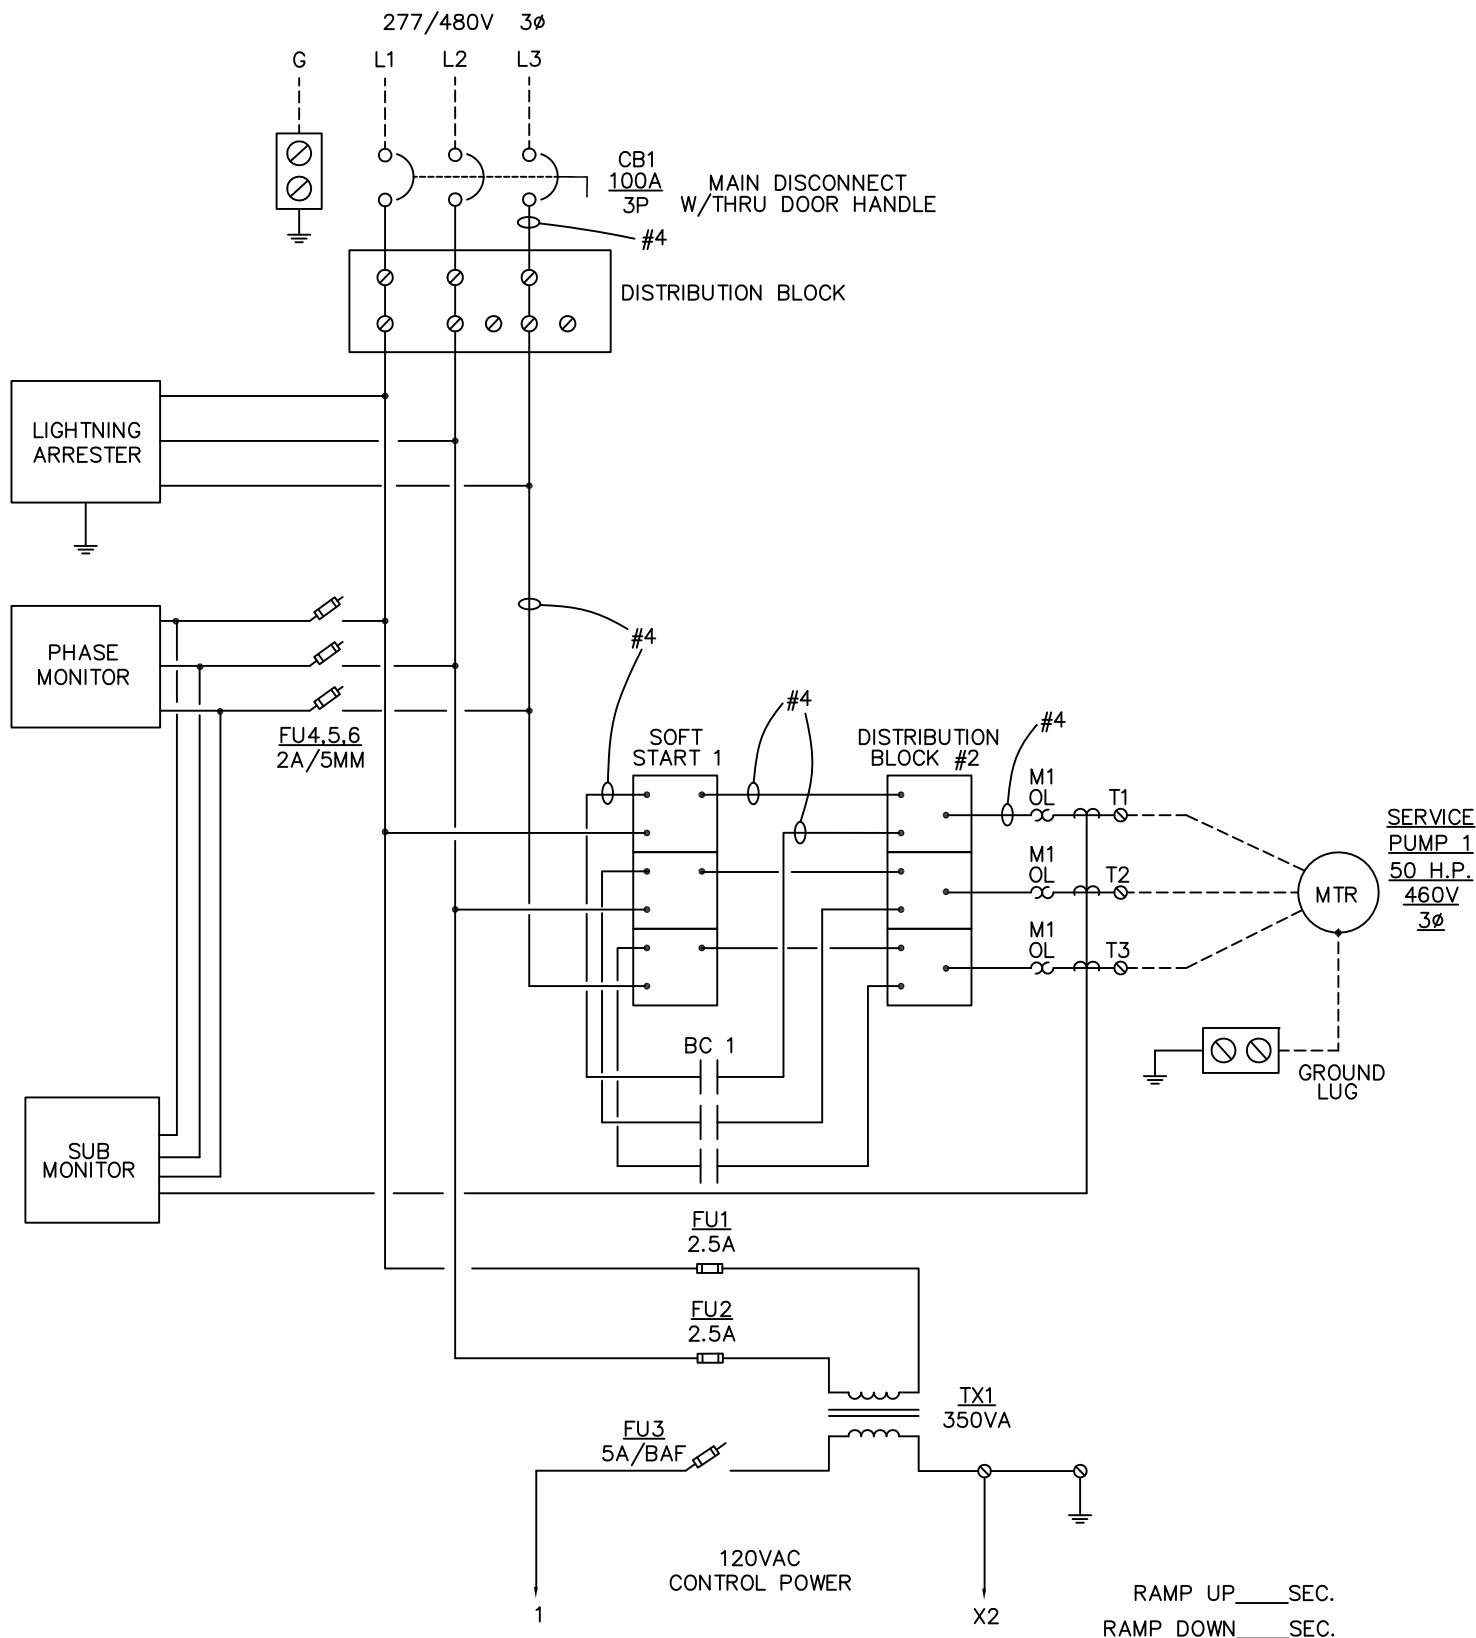 277/480V 3ø
G L1 L2 L3
CB1
100A
3P
MAIN DISCONNECT
W/THRU DOOR HANDLE
#4
DISTRIBUTION BLOCK
LIGHTNING
ARRESTER
PHASE
MONITOR
FU4,5,6
2A/5MM
#4
#4
#4
SOFT
START 1
DISTRIBUTION
BLOCK #2
M1
OL
T1
M1
OL
T2
M1
OL
T3
SERVICE
PUMP 1
50 H.P.
460V
3ø
MTR
BC 1
GROUND
LUG
SUB
MONITOR
FU1
2.5A
FU2
2.5A
TX1
350VA
FU3
5A/BAF
120VAC
CONTROL POWER
1
X2
RAMP UP____SEC.
RAMP DOWN____SEC.